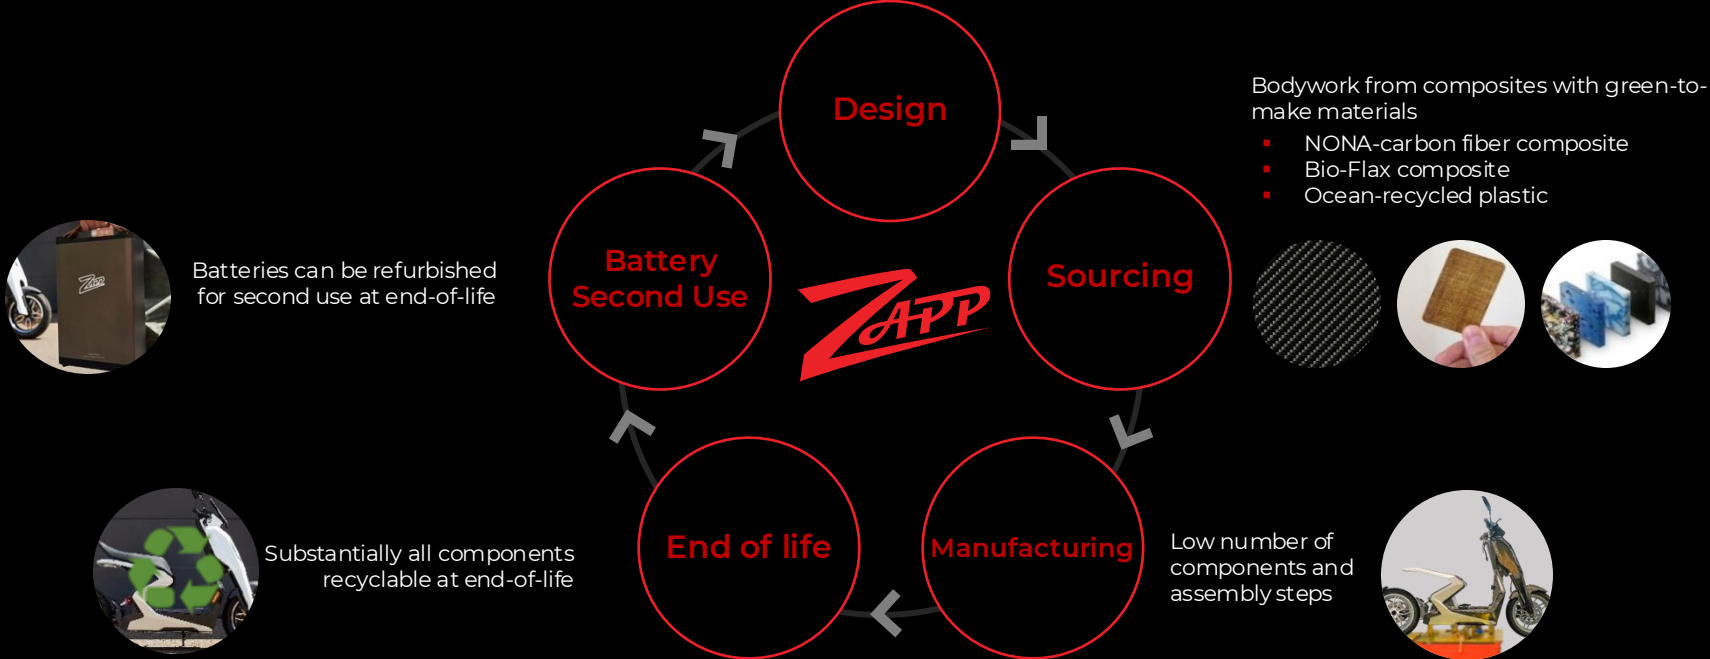 Design
Bodywork from composites with green-to-
make materials
▪ NONA-carbon fiber composite
▪ Bio-Flax composite
▪ Ocean-recycled plastic
Sourcing
Battery
Second Use
ZAPP
Batteries can be refurbished
for second use at end-of-life
ZAPP
End of life
Manufacturing
Substantially all components
recyclable at end-of-life
Low number of
components and
assembly steps